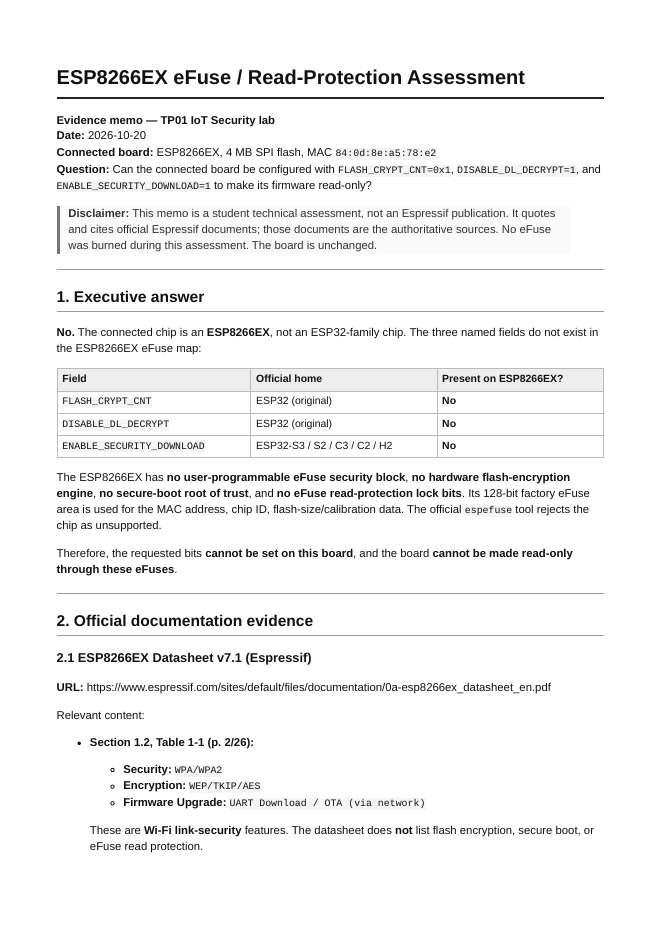 ESP8266EX eFuse / Read-Protection Assessment
Evidence memo — TP01 IoT Security lab
Date: 2026-10-20
Connected board: ESP8266EX, 4 MB SPI flash, MAC 84:0d:8e:a5:78:e2
Question: Can the connected board be configured with FLASH_CRYPT_CNT=0x1, DISABLE_DL_DECRYPT=1, and
ENABLE_SECURITY_DOWNLOAD=1 to make its firmware read-only?
Disclaimer: This memo is a student technical assessment, not an Espressif publication. It quotes
and cites official Espressif documents; those documents are the authoritative sources. No eFuse
was burned during this assessment. The board is unchanged.
1. Executive answer
No. The connected chip is an ESP8266EX, not an ESP32-family chip. The three named fields do not exist in
the ESP8266EX eFuse map:
Field Official home Present on ESP8266EX?
FLASH_CRYPT_CNT ESP32 (original) No
DISABLE_DL_DECRYPT ESP32 (original) No
ENABLE_SECURITY_DOWNLOAD ESP32-S3 / S2 / C3 / C2 / H2 No
The ESP8266EX has no user-programmable eFuse security block, no hardware flash-encryption
engine, no secure-boot root of trust, and no eFuse read-protection lock bits. Its 128-bit factory eFuse
area is used for the MAC address, chip ID, flash-size/calibration data. The official espefuse tool rejects the
chip as unsupported.
Therefore, the requested bits cannot be set on this board, and the board cannot be made read-only
through these eFuses.
2. Official documentation evidence
2.1 ESP8266EX Datasheet v7.1 (Espressif)
URL: https://www.espressif.com/sites/default/files/documentation/0a-esp8266ex_datasheet_en.pdf
Relevant content:
• Section 1.2, Table 1-1 (p. 2/26):
◦ Security: WPA/WPA2
◦ Encryption: WEP/TKIP/AES
◦ Firmware Upgrade: UART Download / OTA (via network)
These are Wi-Fi link-security features. The datasheet does not list flash encryption, secure boot, or
eFuse read protection.